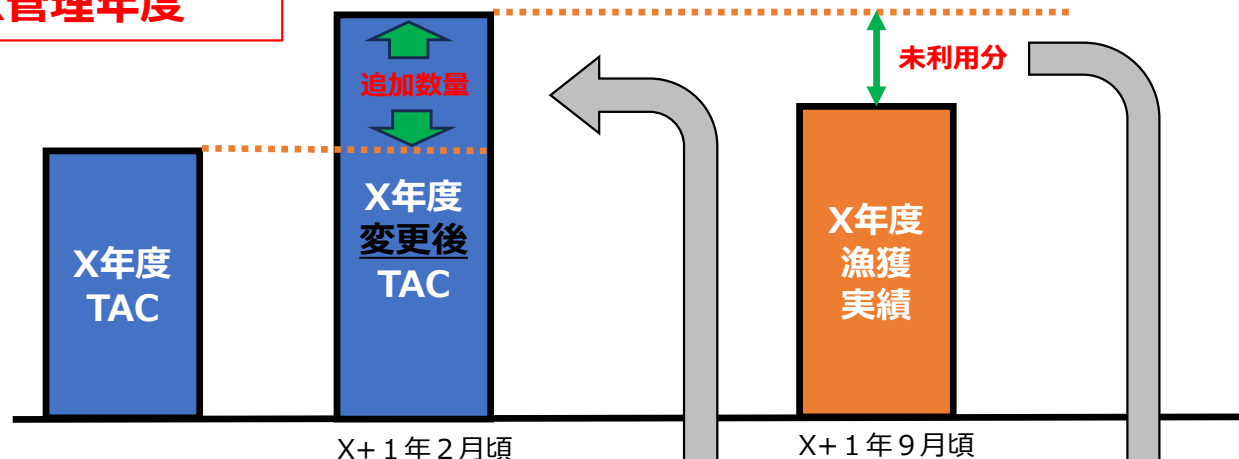 管理年度
追加数量
未利用分
X年度
TAC
X年度
変更後
TAC
X年度
漁獲
実績
X+１年２月頃
X+１年９月頃